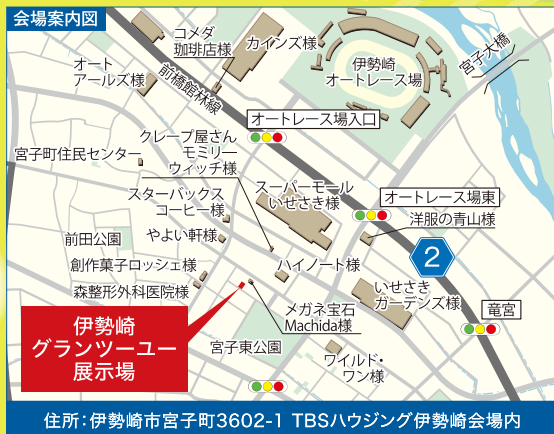 会場案内図
コメダ
珈琲店様
カインズ様
伊勢崎
オートレース場
宮子大橋
オート
アールズ様
前橋館林線
オートレース場入口
クレープ屋さん
モミリー
ウィッチ様
宮子町住民センター
スターバックス
コーヒー様
スーパーモール
いせさき様
オートレース場東
洋服の青山様
前田公園
やよい軒様
2
創作菓子ロッシェ様
ハイノート様
森整形外科医院様
いせさき
ガーデンズ様
竜宮
伊勢崎
グランツーユー
展示場
メガネ宝石
Machida様
宮子東公園
ワイルド・
ワン様
住所：伊勢崎市宮子町3602-1 TBSハウジング伊勢崎会場内